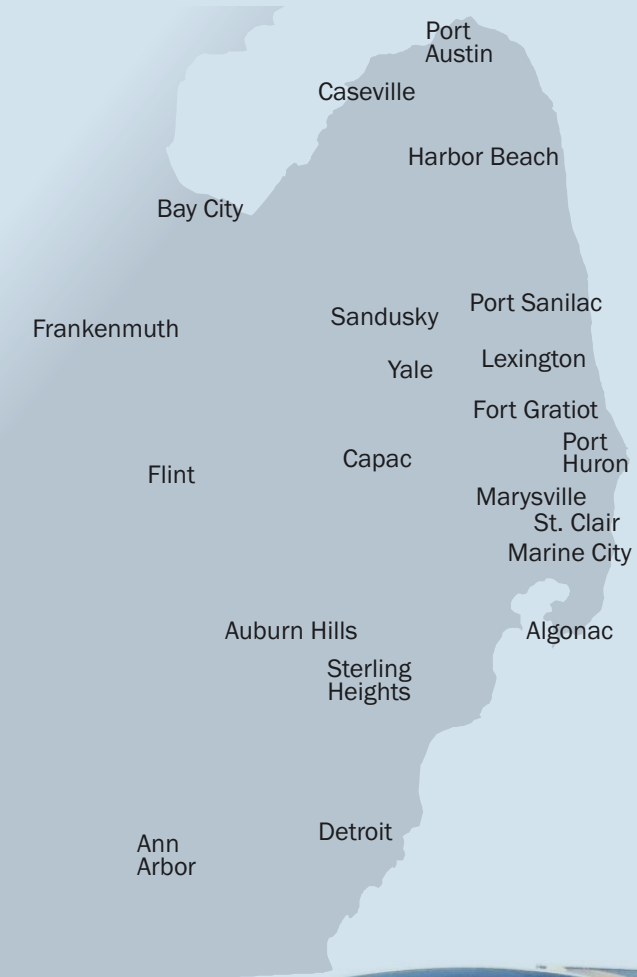 Port
Austin
Caseville
Harbor Beach
Bay City
Port Sanilac
Sandusky
Frankenmuth
Lexington
Yale
Fort Gratiot
Port
Huron
Capac
Flint
Marysville
St. Clair
Marine City
Auburn Hills
Algonac
Sterling
Heights
Detroit
Ann
Arbor